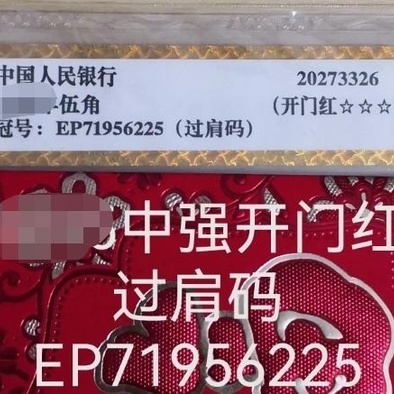 中国人民银行 20273326
伍角 (开门红☆☆☆
冠号：EP71956225（过肩码）
中强开门红
过肩码
EP71956225